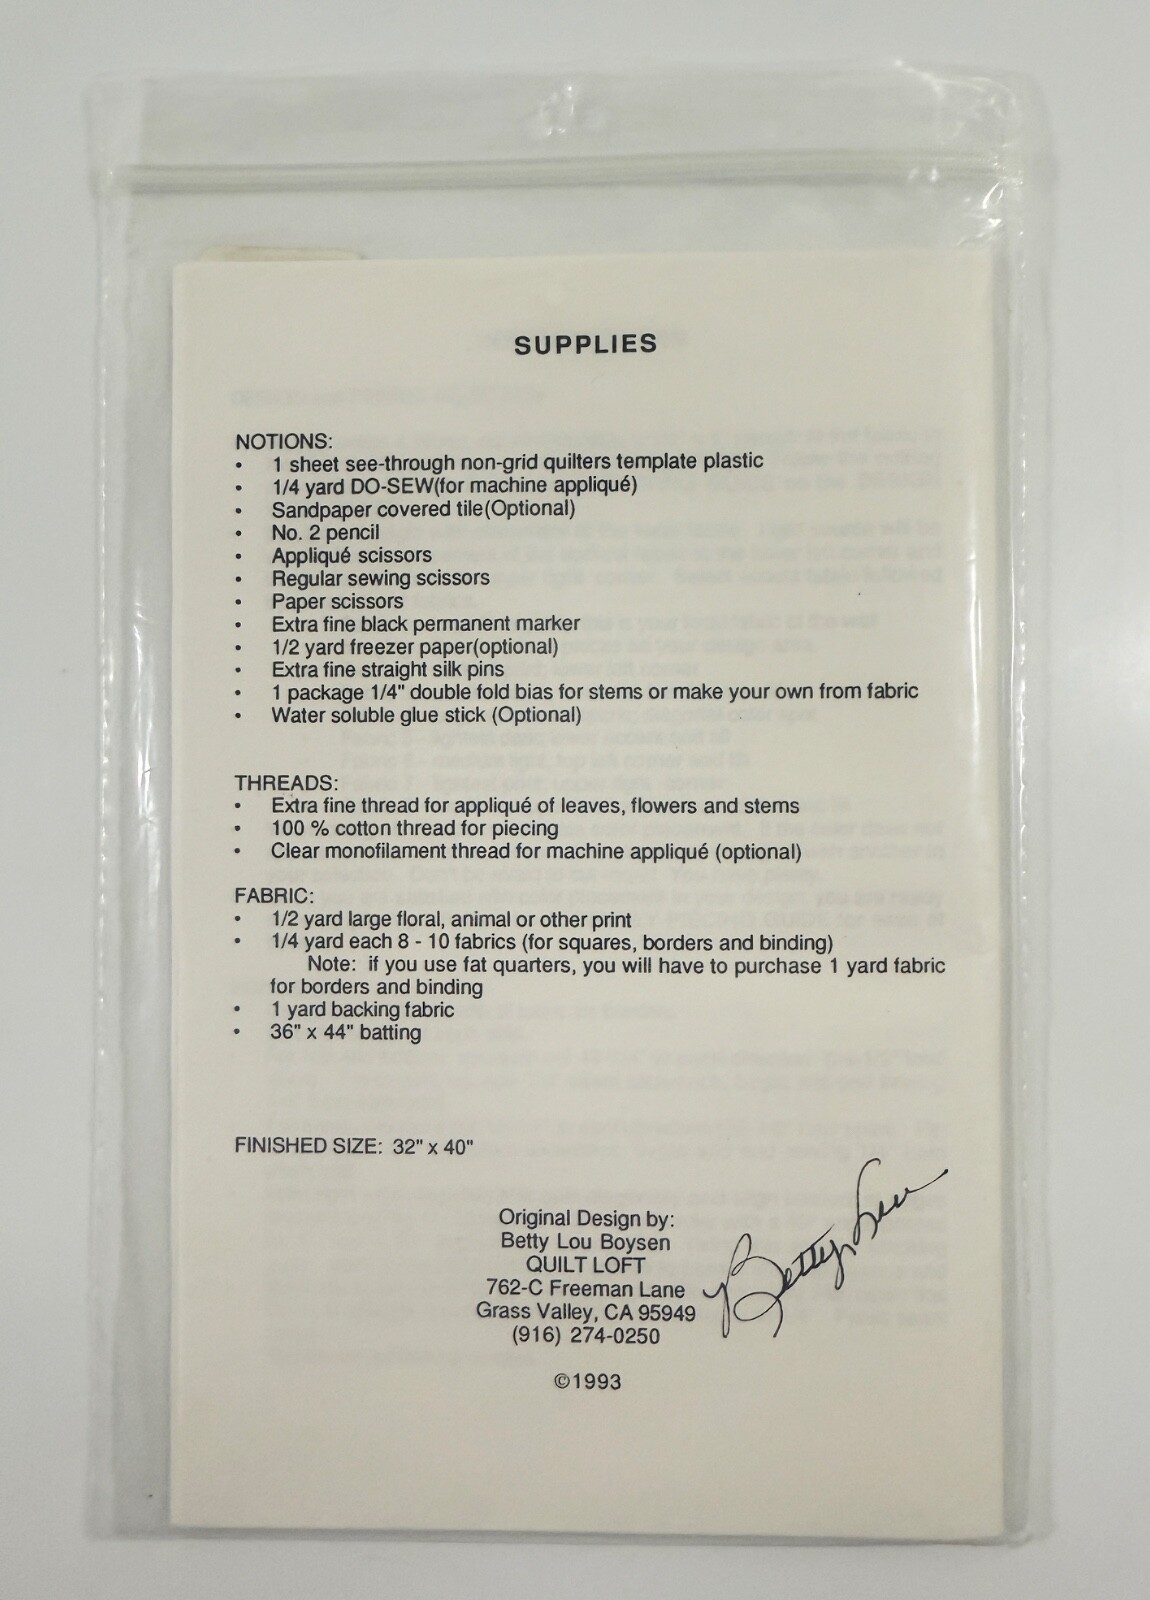 SUPPLIES
NOTIONS:
• 1 sheet see-through non-grid quilters template plastic
• 1/4 yard DO-SEW(for machine appliqué)
• Sandpaper covered tile(Optional)
• No. 2 pencil
• Appliqué scissors
• Regular sewing scissors
• Paper scissors
• Extra fine black permanent marker
• 1/2 yard freezer paper(optional)
• Extra fine straight silk pins
• 1 package 1/4" double fold bias for stems or make your own from fabric
• Water soluble glue stick (Optional)
THREADS:
• Extra fine thread for appliqué of leaves, flowers and stems
• 100 % cotton thread for piecing
• Clear monofilament thread for machine appliqué (optional)
FABRIC:
• 1/2 yard large floral, animal or other print
• 1/4 yard each 8 - 10 fabrics (for squares, borders and binding)
Note: if you use fat quarters, you will have to purchase 1 yard fabric
for borders and binding
• 1 yard backing fabric
• 36" x 44" batting
FINISHED SIZE: 32" x 40"
Original Design by:
Betty Lou Boysen
QUILT LOFT
762-C Freeman Lane
Grass Valley, CA 95949
(916) 274-0250
Betty Lou
©1993